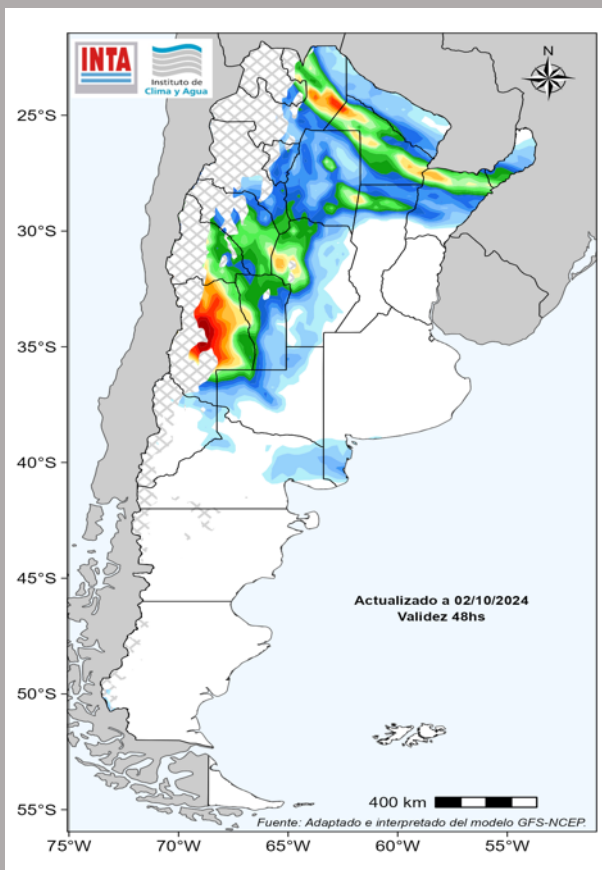 INTA
Instituto de
Clima y Agua
N
25°S
30°S
35°S
40°S
45°S
50°S
55°S
Actualizado a 02/10/2024
Validez 48hs
400 km
Fuente: Adaptado e interpretado del modelo GFS-NCEP.
75°W
70°W
65°W
60°W
55°W